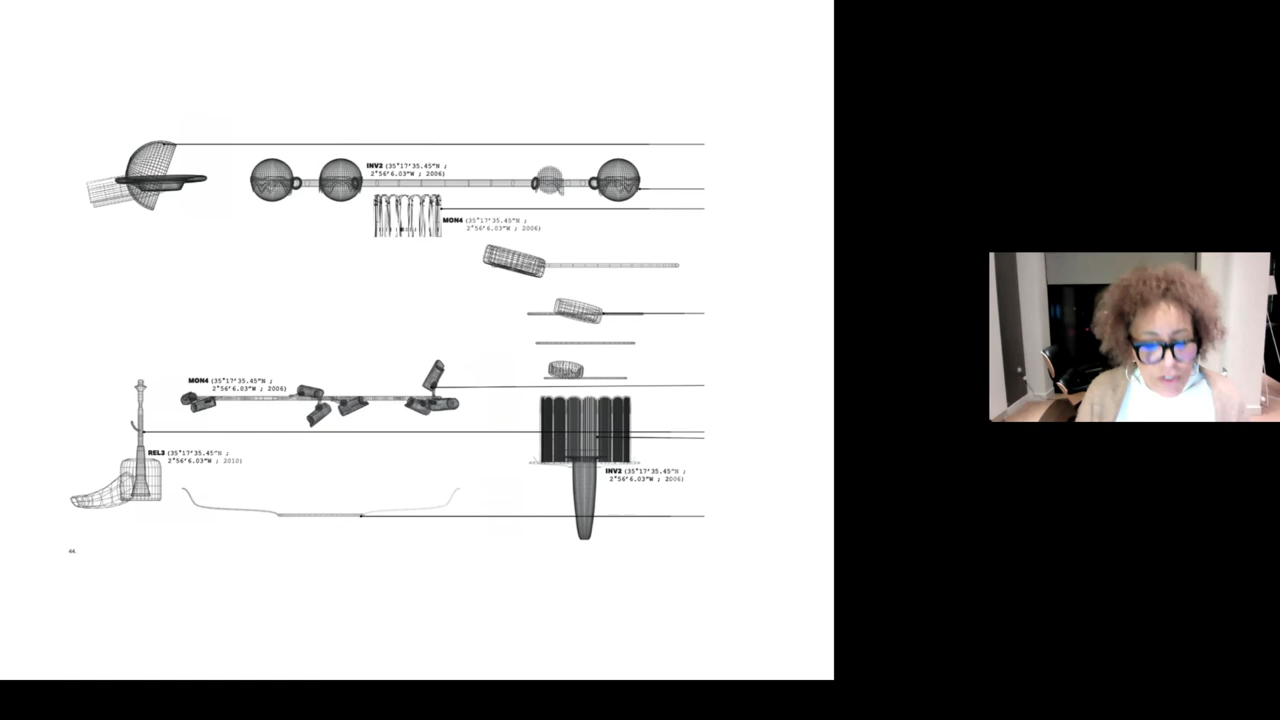 INV2 (35°17'35.45"N ;
2°56'6.03"W ; 2006)
MON4 (35°17'35.45"N ;
2°56'6.03"W ; 2006)
MON4 (35°17'35.45"N ;
2°56'6.03"W ; 2006)
REL3 (35°17'35.45"N ;
2°56'6.03"W ; 2010)
INV2 (35°17'35.45"N ;
2°56'6.03"W ; 2006)
44.